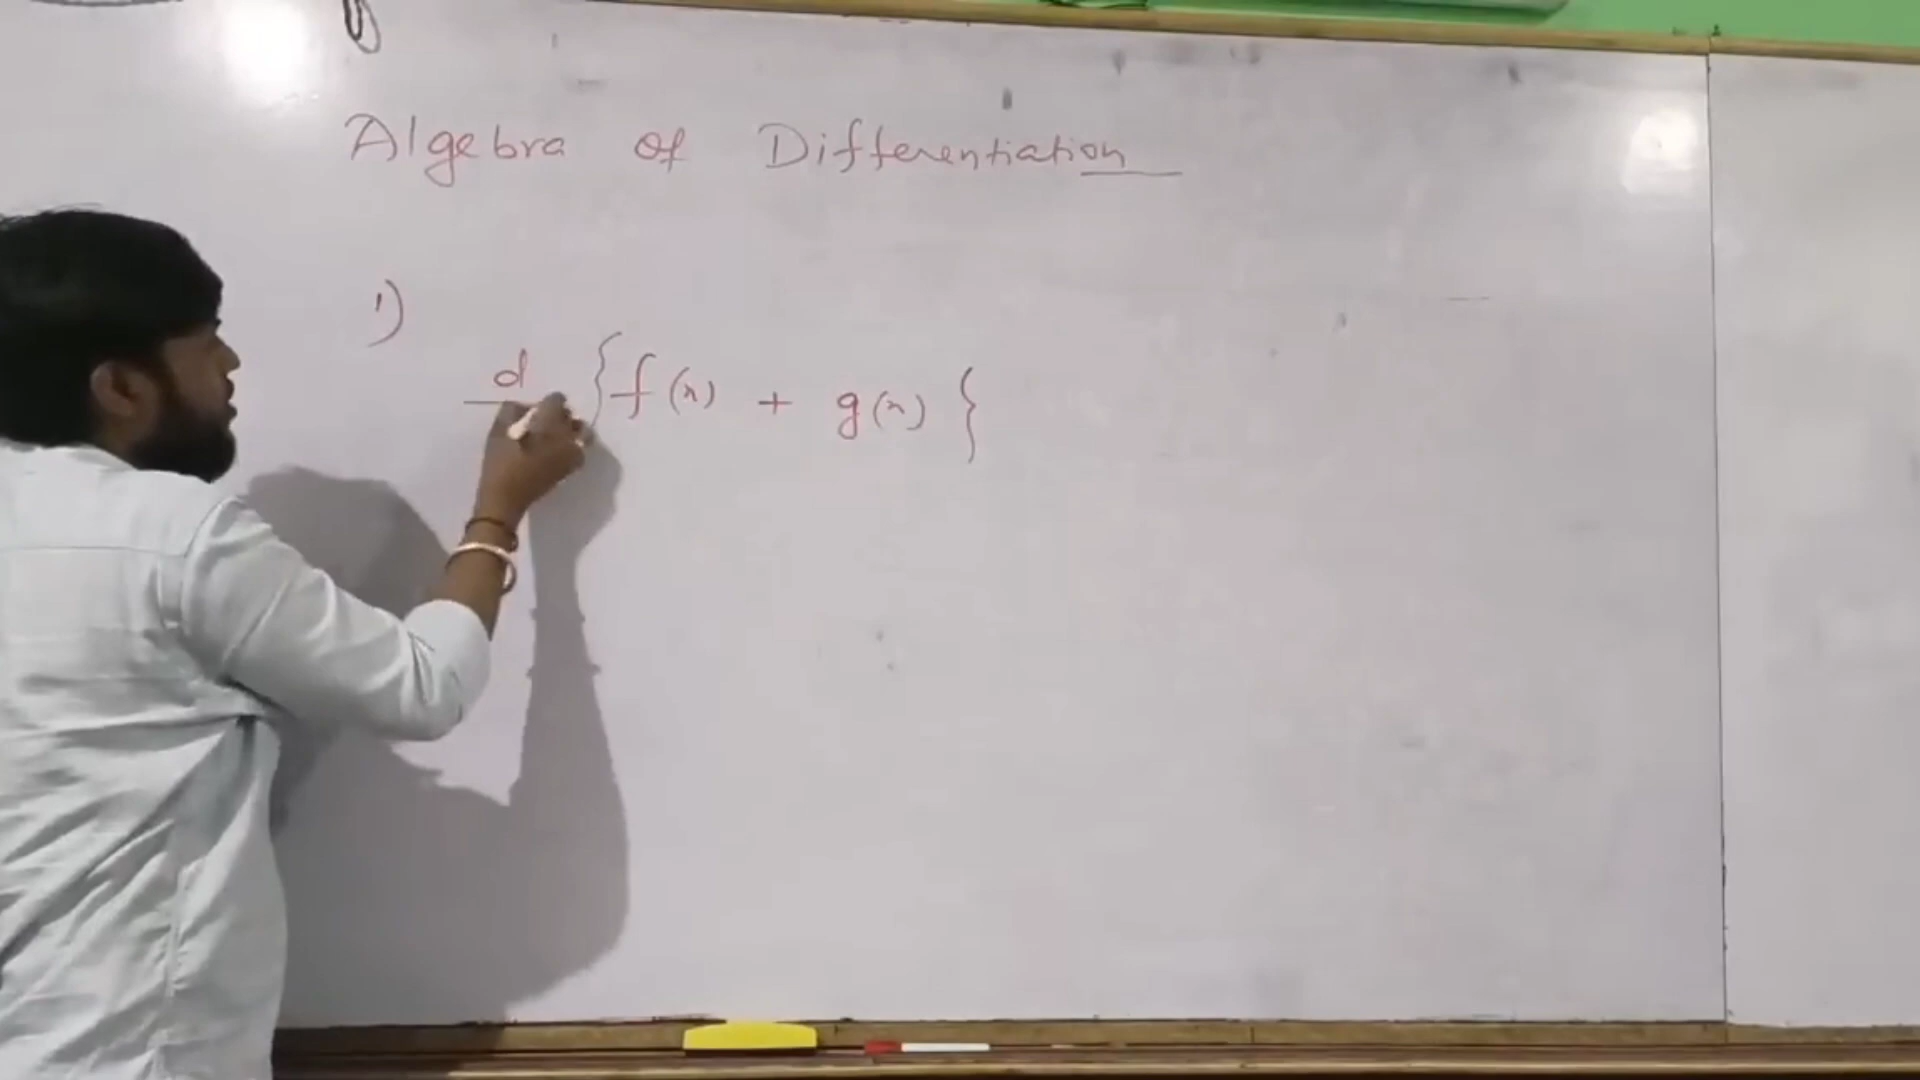 Algebra of Differentiation
1)
d {f(x) + g(x)}